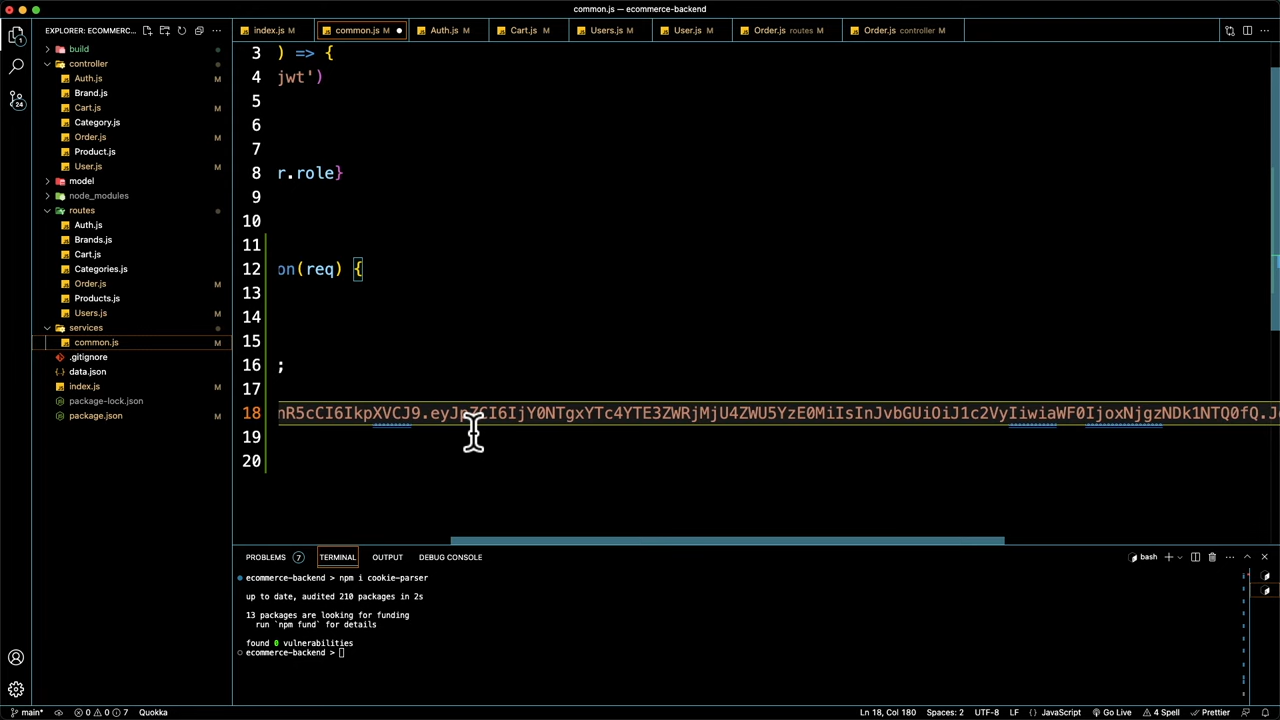 common.js — ecommerce-backend
EXPLORER: ECOMMERC...
index.js M
common.js M
Auth.js M
Cart.js M
Users.js M
User.js M
Order.js routes M
Order.js controller M
build
controller
Auth.js M
Brand.js
Cart.js M
Category.js
Order.js M
Product.js
User.js M
model
node_modules
routes
Auth.js
Brands.js
Cart.js
Categories.js
Order.js M
Products.js
Users.js M
services
common.js M
.gitignore
data.json
index.js M
package-lock.json
package.json M
24
1
3 ) => {
4 jwt')
5
6
7
8 r.role}
9
10
11
12 on(req) {
13
14
15
16 ;
17
18 nR5cCI6IkpXVCJ9.eyJpZCI6IjY0NTgxYTc4YTE3ZWRjMjU4ZWU5YzE0MiIsInJvbGUiOiJ1c2VyIiwiaWF0IjoxNjgzNDk1NTQ0fQ.J
19
20
PROBLEMS 7 TERMINAL OUTPUT DEBUG CONSOLE
bash
ecommerce-backend > npm i cookie-parser
up to date, audited 210 packages in 2s
13 packages are looking for funding
run `npm fund` for details
found 0 vulnerabilities
ecommerce-backend >
main* 0 0 7 Quokka
Ln 18, Col 180 Spaces: 2 UTF-8 LF { } JavaScript Go Live 4 Spell Prettier